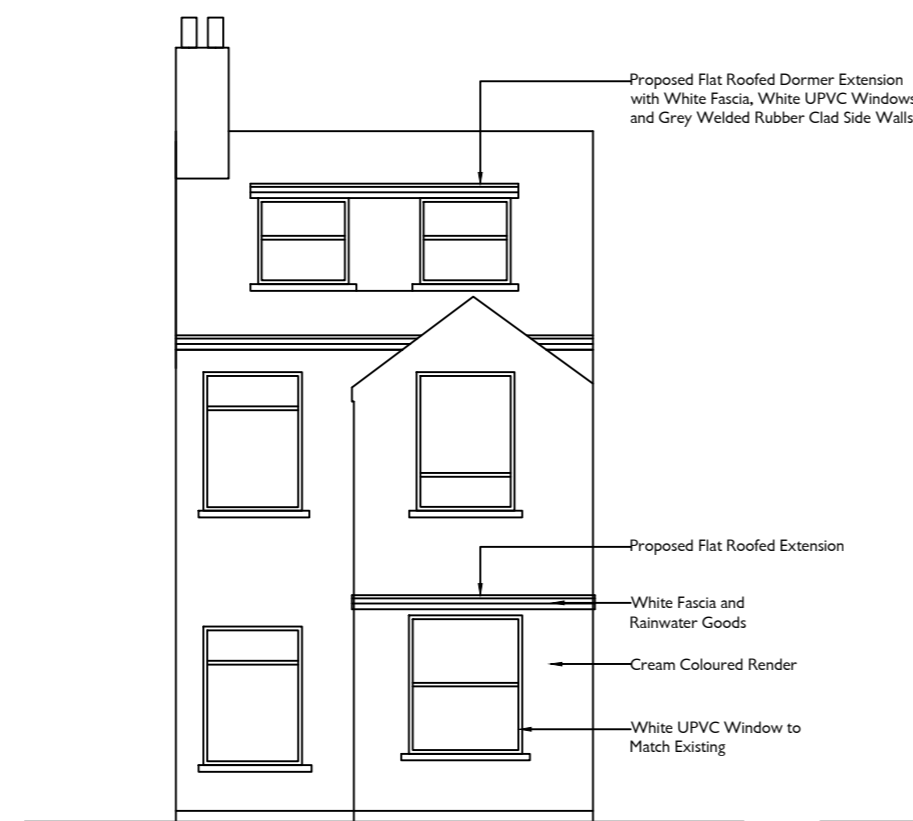 Proposed Flat Roofed Dormer Extension
with White Fascia, White UPVC Windows
and Grey Welded Rubber Clad Side Walls
Proposed Flat Roofed Extension
White Fascia and
Rainwater Goods
Cream Coloured Render
White UPVC Window to
Match Existing